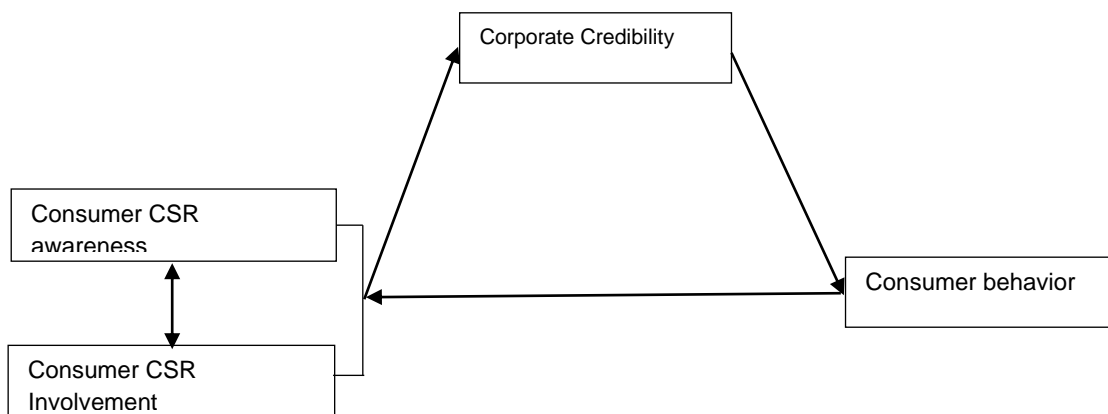 Corporate Credibility
Consumer CSR
awareness
Consumer behavior
Consumer CSR
Involvement